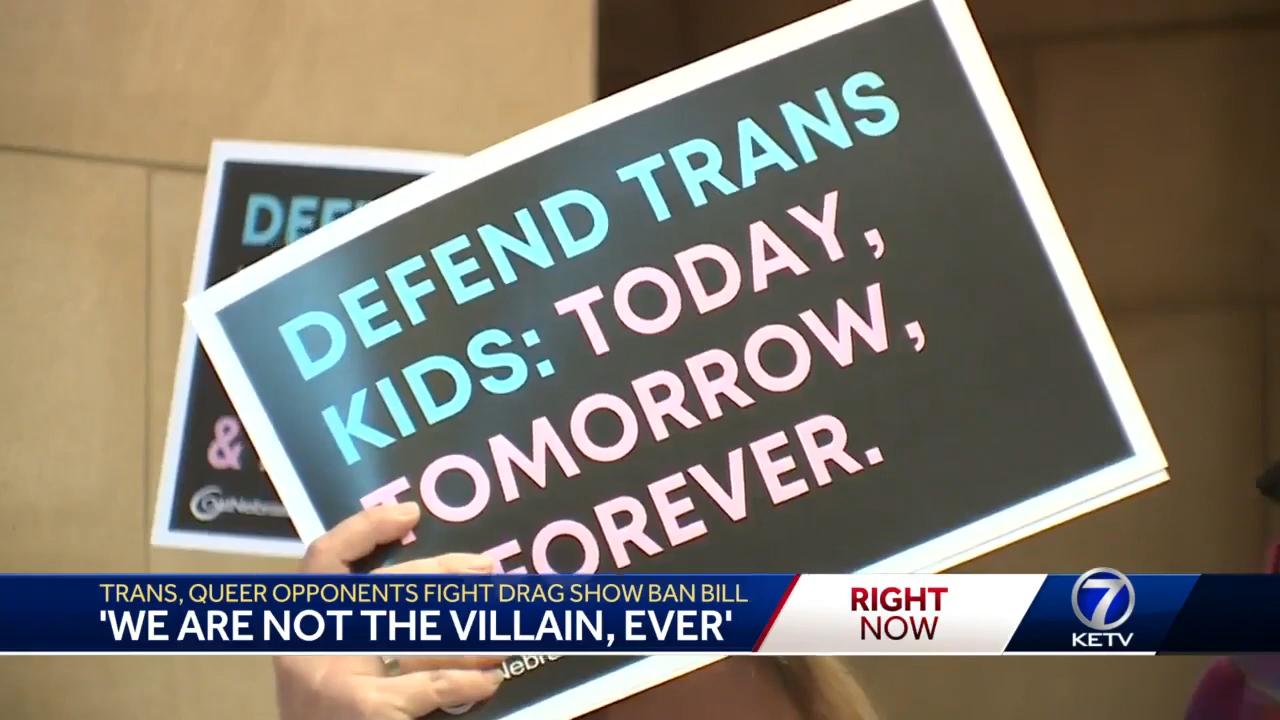 DEFEND TRANS
KIDS: TODAY,
TOMORROW,
FOREVER.
&
TRANS, QUEER OPPONENTS FIGHT DRAG SHOW BAN BILL
'WE ARE NOT THE VILLAIN, EVER'
RIGHT
NOW
7
KETV